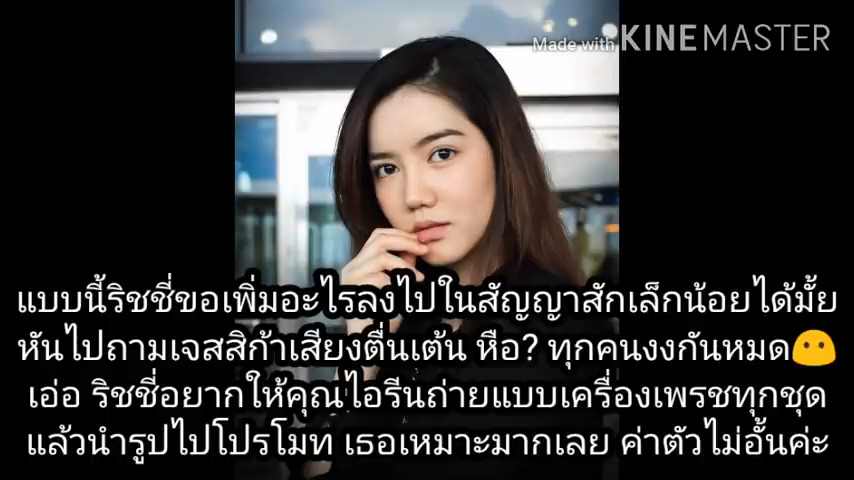 Made with KINEMASTER
แบบนี้ริชชี่ขอเพิ่มอะไรลงไปในสัญญาสักเล็กน้อยได้มั้ย
หันไปถามเจสสิก้าเสียงตื่นเต้น หือ? ทุกคนงงกันหมด😶
เอ่อ ริชชี่อยากให้คุณไอรีนถ่ายแบบเครื่องเพรชทุกชุด
แล้วนำรูปไปโปรโมท เธอเหมาะมากเลย ค่าตัวไม่อั้นค่ะ